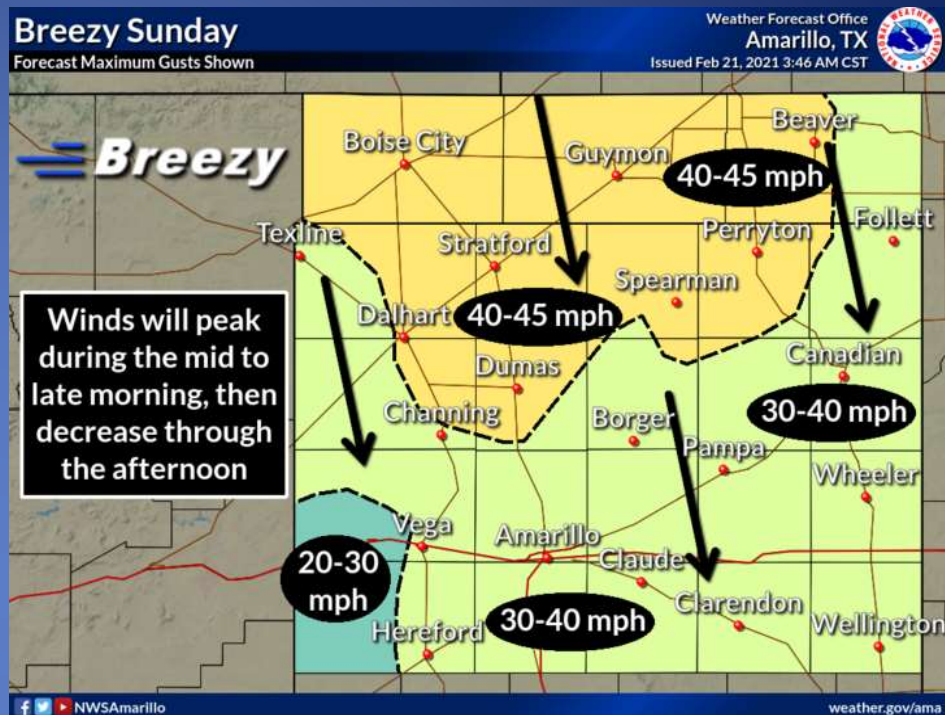 Breezy Sunday
Forecast Maximum Gusts Shown
Weather Forecast Office
Amarillo, TX
Issued Feb 21, 2021 3:46 AM CST
NATIONAL WEATHER SERVICE
Breezy
Boise City
Guymon
Beaver
40-45 mph
Texline
Stratford
Perryton
Follett
Spearman
Dalhart
40-45 mph
Dumas
Canadian
30-40 mph
Channing
Borger
Pampa
Wheeler
Winds will peak
during the mid to
late morning, then
decrease through
the afternoon
Vega
Amarillo
Claude
20-30
mph
Hereford
30-40 mph
Clarendon
Wellington
NWSAmarillo
weather.gov/ama